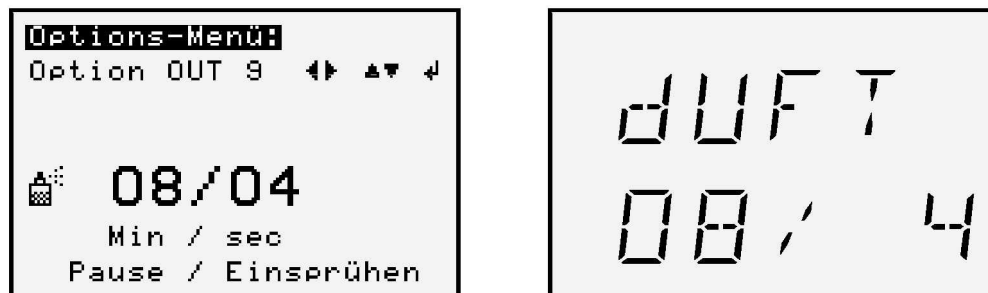 Options-Menü:
Option OUT 9
08/04
Min / sec
Pause / Einsprühen
dUFT
08/ 4